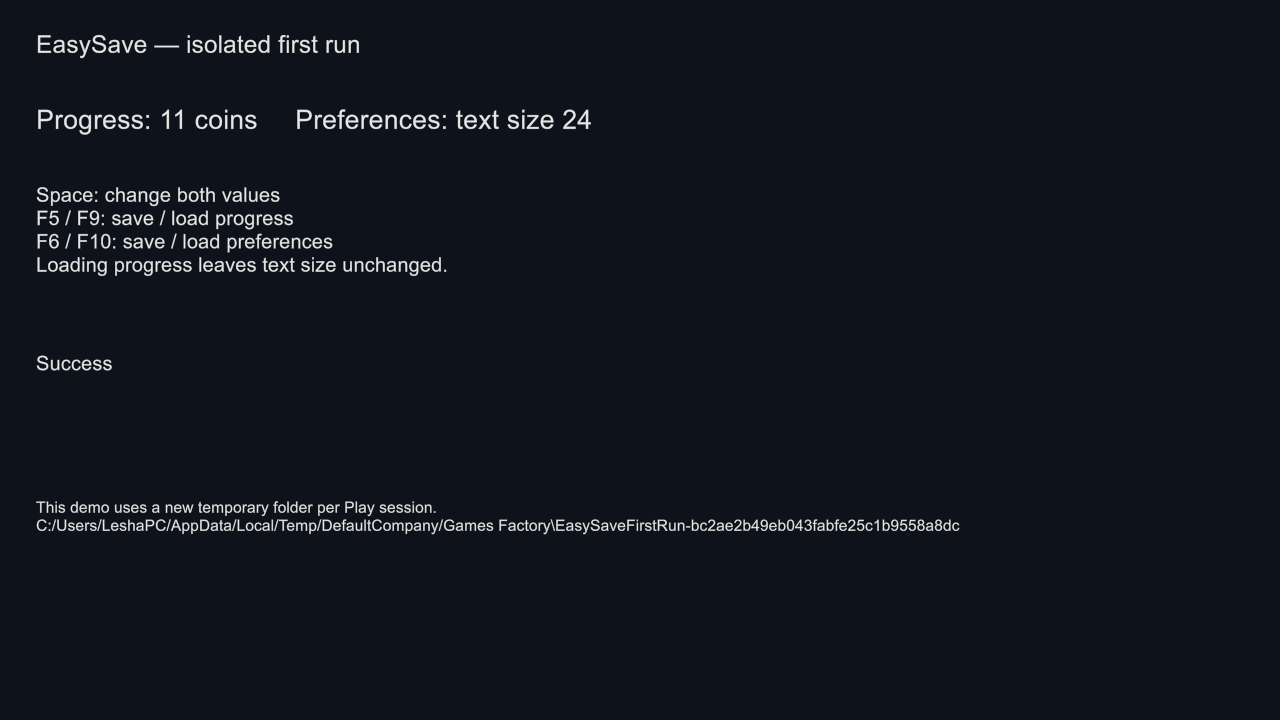 EasySave — isolated first run
Progress: 11 coins Preferences: text size 24
Space: change both values
F5 / F9: save / load progress
F6 / F10: save / load preferences
Loading progress leaves text size unchanged.
Success
This demo uses a new temporary folder per Play session.
C:/Users/LeshaPC/AppData/Local/Temp/DefaultCompany/Games Factory\EasySaveFirstRun-bc2ae2b49eb043fabfe25c1b9558a8dc